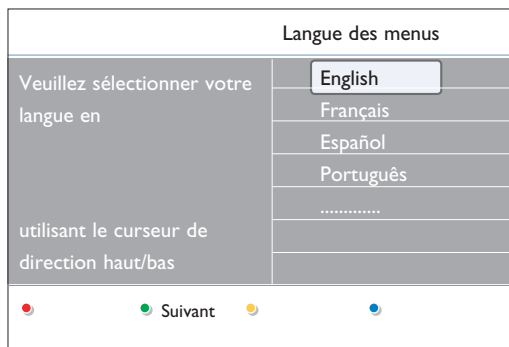 Langue des menus
Veuillez sélectionner votre
langue en
utilisant le curseur de
direction haut/bas
English
Français
Español
Português
.............
Suivant